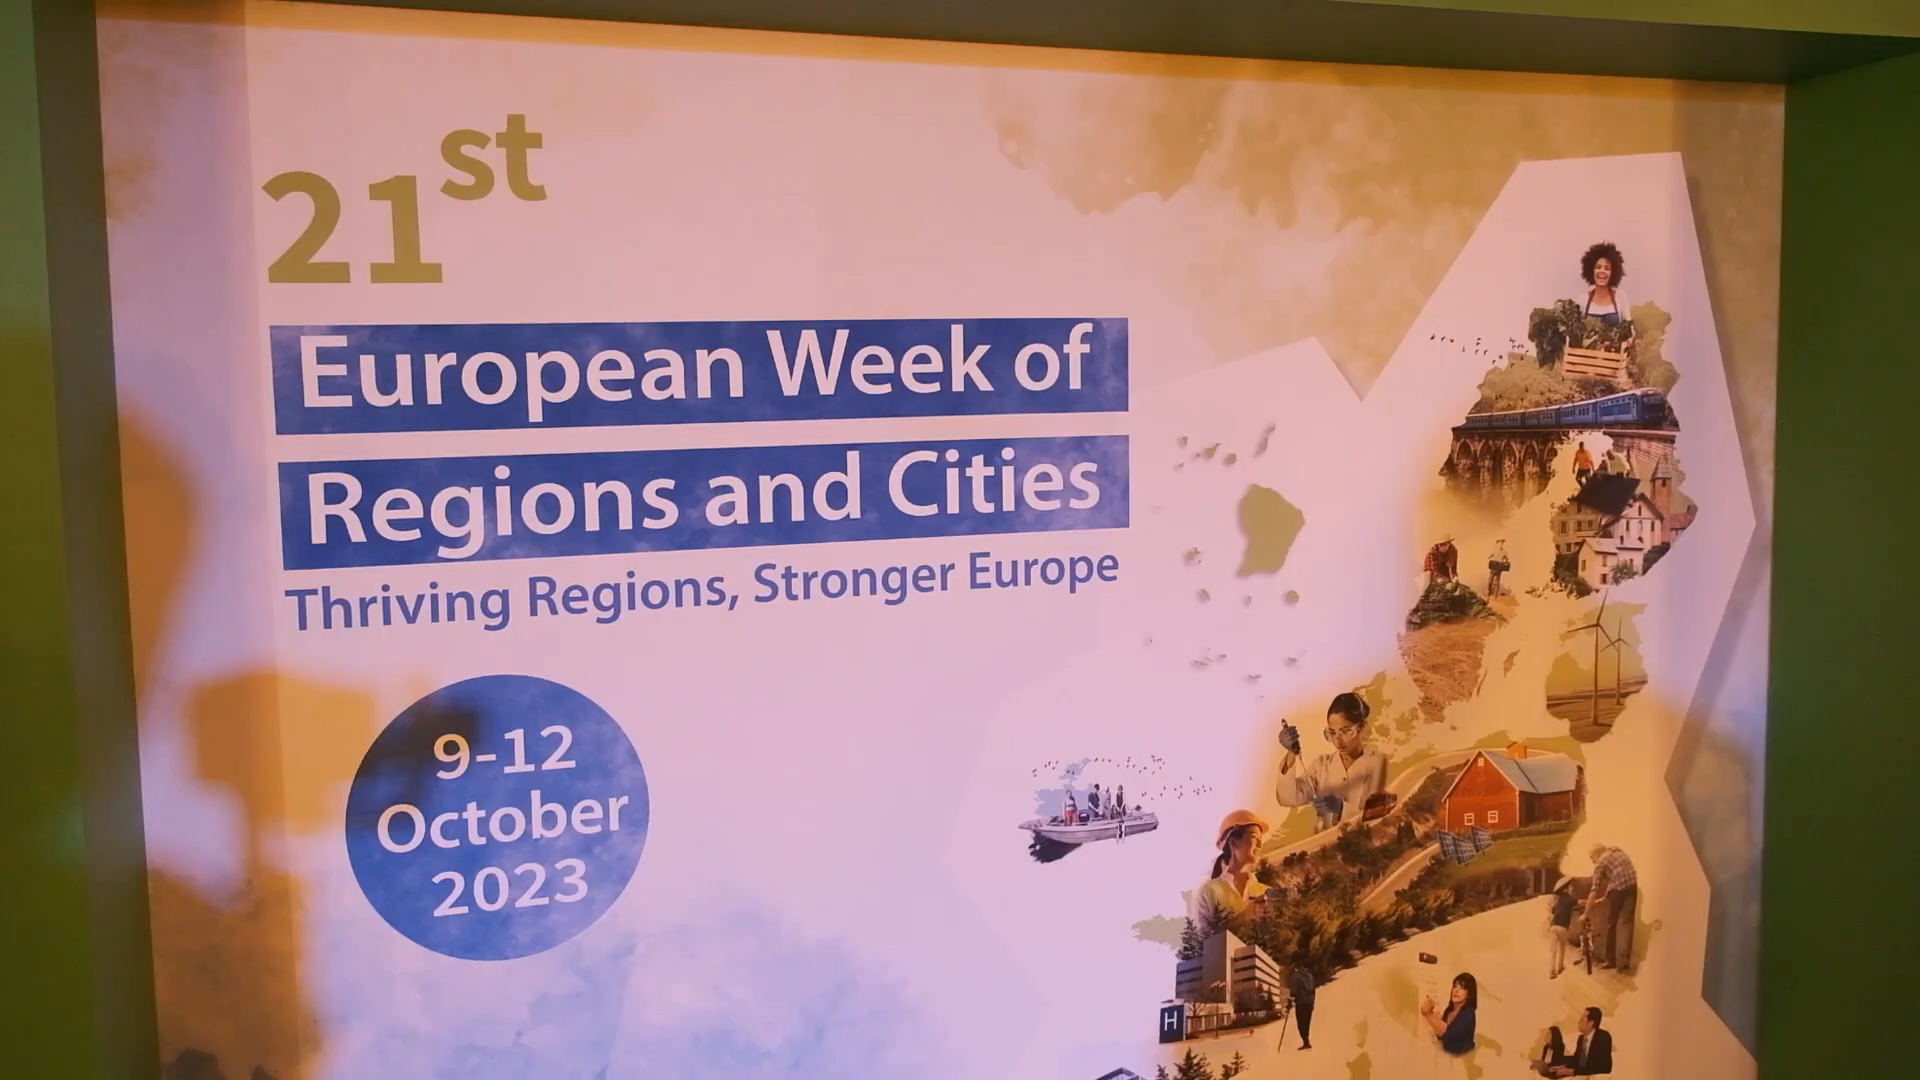 21st
European Week of
Regions and Cities
Thriving Regions, Stronger Europe
9-12
October
2023
H